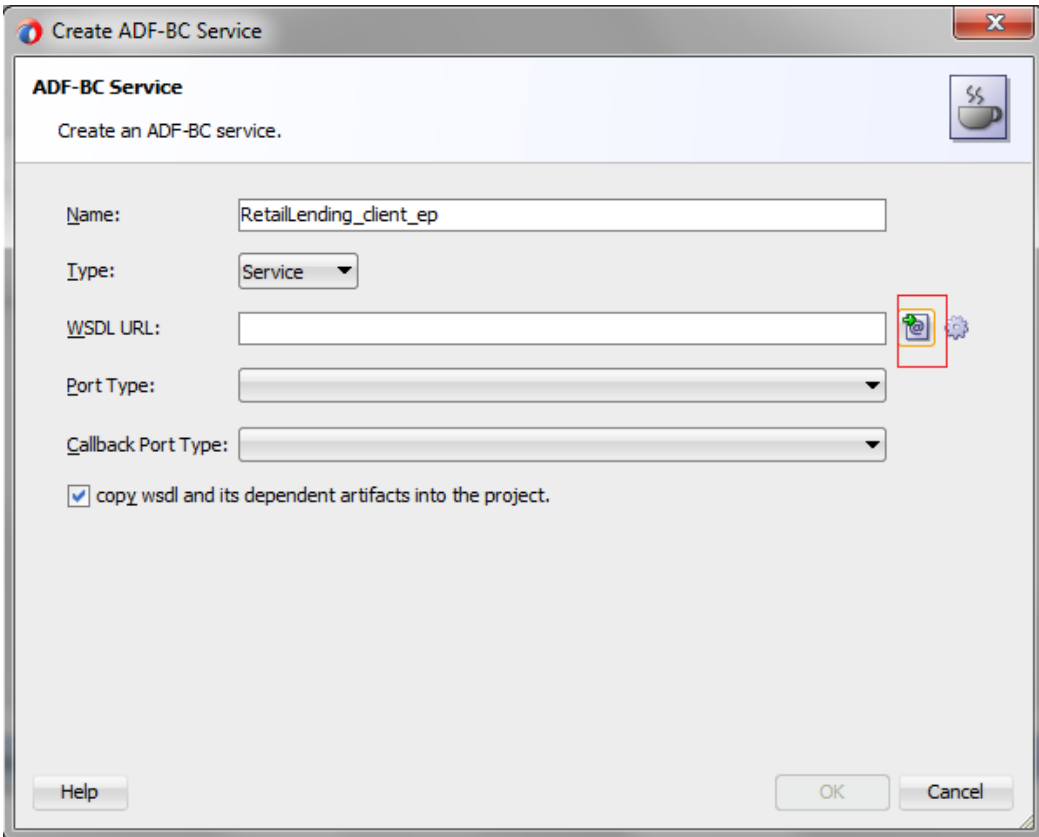 Create ADF-BC Service
ADF-BC Service
Create an ADF-BC service.
Name: RetailLending_client_ep
Type: Service
WSDL URL:
Port Type:
Callback Port Type:
copy wsdl and its dependent artifacts into the project.
Help OK Cancel